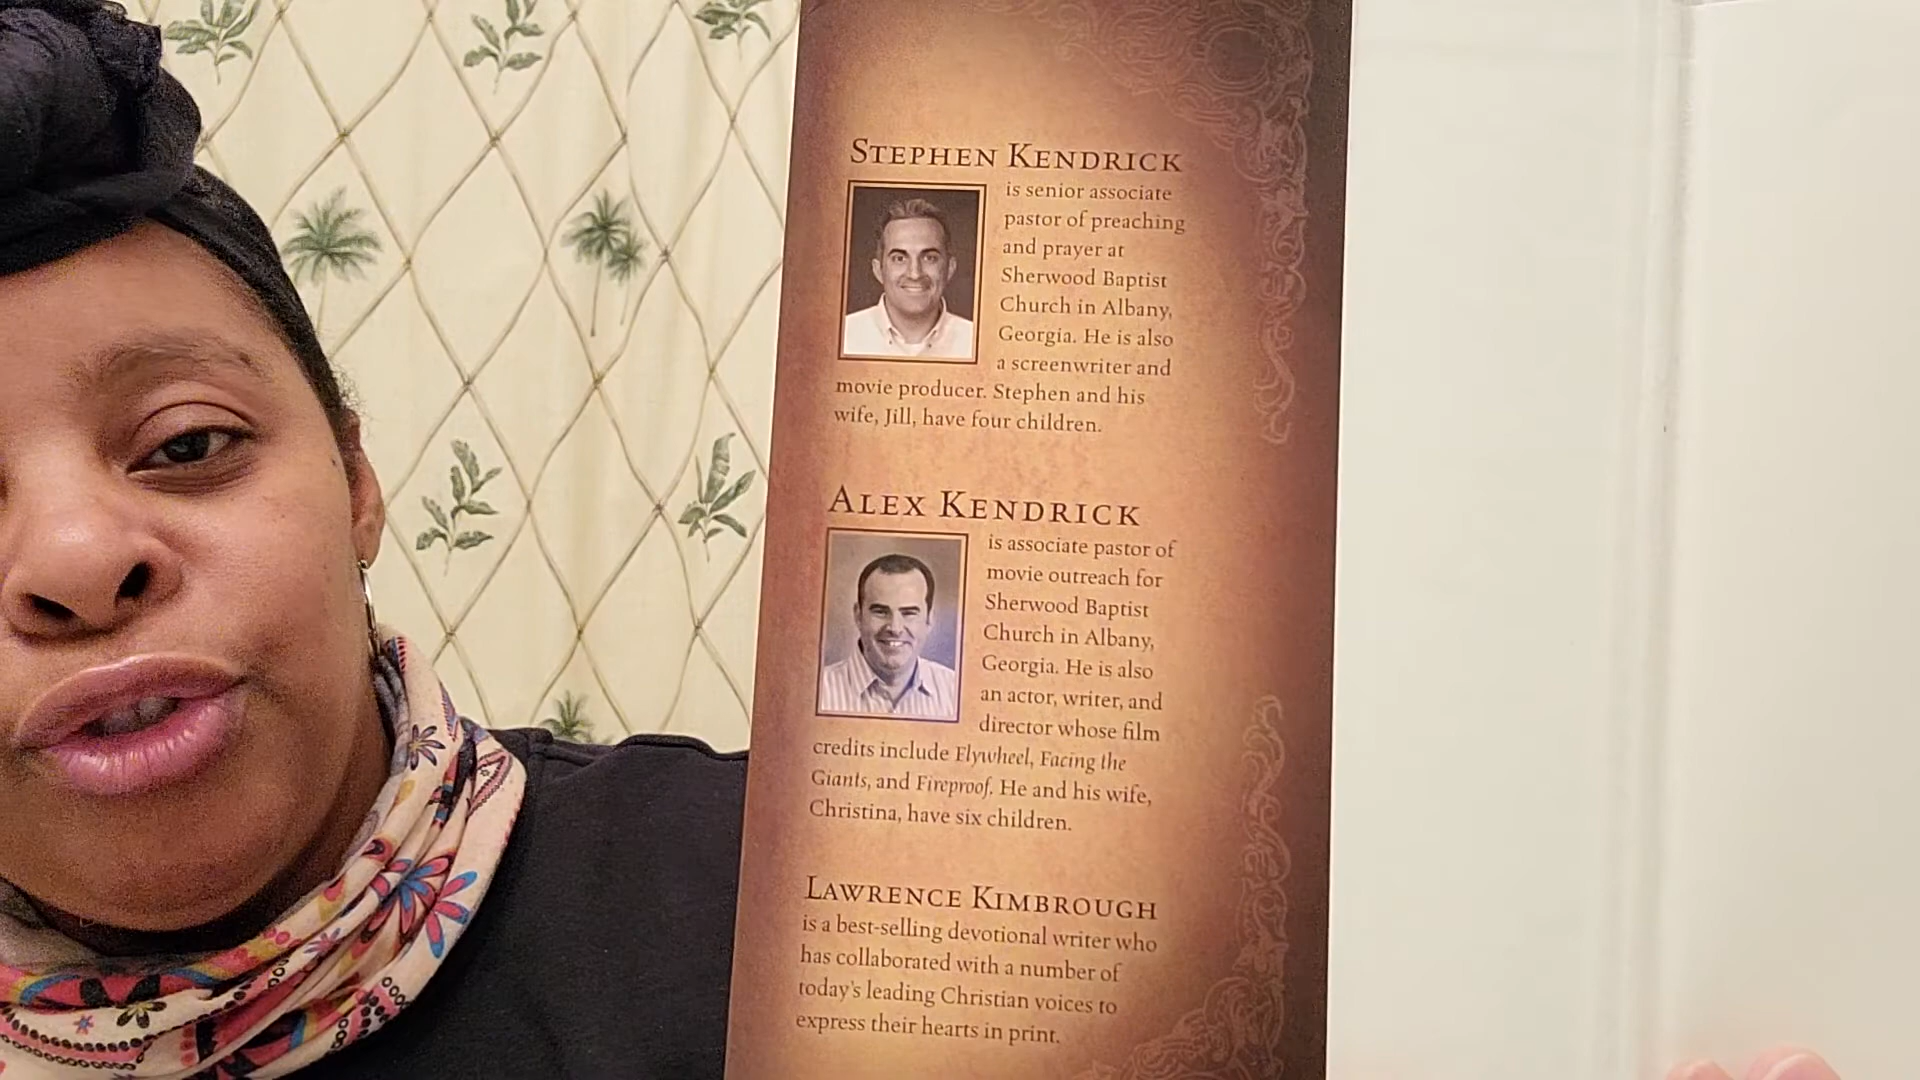 STEPHEN KENDRICK
is senior associate
pastor of preaching
and prayer at
Sherwood Baptist
Church in Albany,
Georgia. He is also
a screenwriter and
movie producer. Stephen and his
wife, Jill, have four children.
ALEX KENDRICK
is associate pastor of
movie outreach for
Sherwood Baptist
Church in Albany,
Georgia. He is also
an actor, writer, and
director whose film
credits include Flywheel, Facing the
Giants, and Fireproof. He and his wife,
Christina, have six children.
LAWRENCE KIMBROUGH
is a best-selling devotional writer who
has collaborated with a number of
today's leading Christian voices to
express their hearts in print.